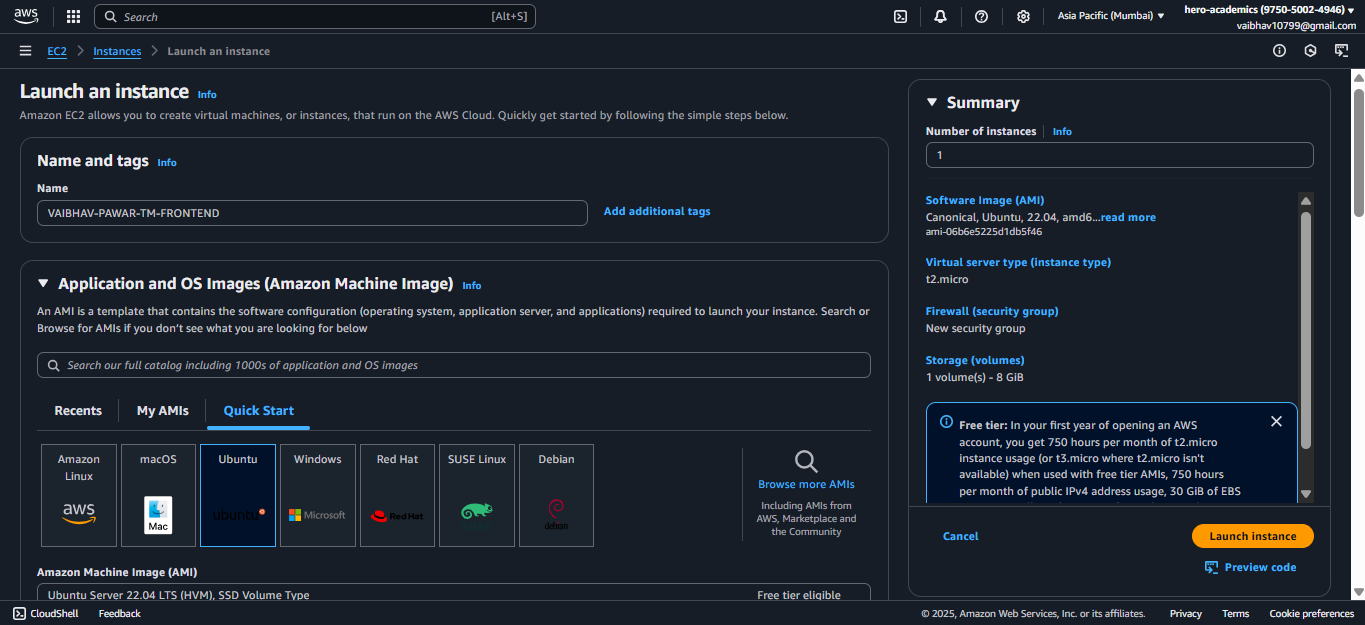 aws Search [Alt+S] Asia Pacific (Mumbai) ▼ hero-academics (9750-5002-4946) ▼
vaibhav10799@gmail.com
EC2 > Instances > Launch an instance
Launch an instance Info
Amazon EC2 allows you to create virtual machines, or instances, that run on the AWS Cloud. Quickly get started by following the simple steps below.
Name and tags Info
Name
VAIBHAV-PAWAR-TM-FRONTEND
Add additional tags
▼ Application and OS Images (Amazon Machine Image) Info
An AMI is a template that contains the software configuration (operating system, application server, and applications) required to launch your instance. Search or
Browse for AMIs if you don’t see what you are looking for below
Search our full catalog including 1000s of application and OS images
Recents My AMIs Quick Start
Amazon
Linux
aws
macOS
Mac
Ubuntu
ubuntu
Windows
Microsoft
Red Hat
Red Hat
SUSE Linux
Debian
debian
Browse more AMIs
Including AMIs from
AWS, Marketplace and
the Community
Amazon Machine Image (AMI)
Ubuntu Server 22.04 LTS (HVM), SSD Volume Type Free tier eligible
▼ Summary
Number of instances Info
1
Software Image (AMI)
Canonical, Ubuntu, 22.04, amd6...read more
ami-06b6e5225d1db5f46
Virtual server type (instance type)
t2.micro
Firewall (security group)
New security group
Storage (volumes)
1 volume(s) - 8 GiB
Free tier: In your first year of opening an AWS
account, you get 750 hours per month of t2.micro
instance usage (or t3.micro where t2.micro isn't
available) when used with free tier AMIs, 750 hours
per month of public IPv4 address usage, 30 GiB of EBS
Cancel Launch instance
Preview code
CloudShell Feedback © 2025, Amazon Web Services, Inc. or its affiliates. Privacy Terms Cookie preferences